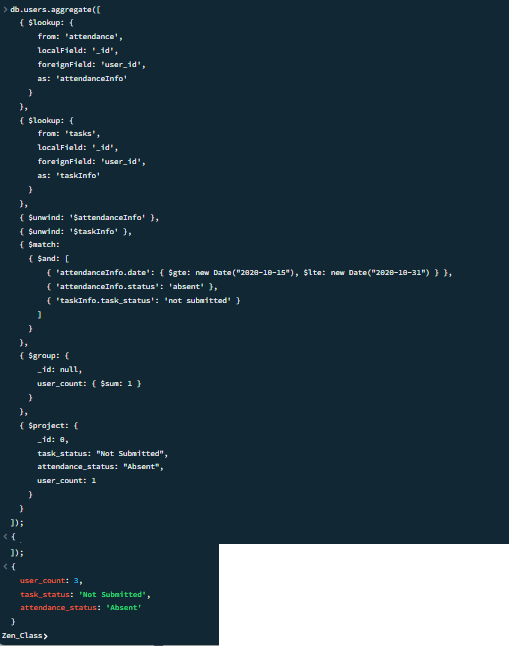 > db.users.aggregate([
{ $lookup: {
from: 'attendance',
localField: '_id',
foreignField: 'user_id',
as: 'attendanceInfo'
}
},
{ $lookup: {
from: 'tasks',
localField: '_id',
foreignField: 'user_id',
as: 'taskInfo'
}
},
{ $unwind: '$attendanceInfo' },
{ $unwind: '$taskInfo' },
{ $match:
{ $and: [
{ 'attendanceInfo.date': { $gte: new Date("2020-10-15"), $lte: new Date("2020-10-31") } },
{ 'attendanceInfo.status': 'absent' },
{ 'taskInfo.task_status': 'not submitted' }
]
}
},
{ $group: {
_id: null,
user_count: { $sum: 1 }
}
},
{ $project: {
_id: 0,
task_status: "Not Submitted",
attendance_status: "Absent",
user_count: 1
}
}
]);
< {
]);
< {
user_count: 3,
task_status: 'Not Submitted',
attendance_status: 'Absent'
}
Zen_Class>